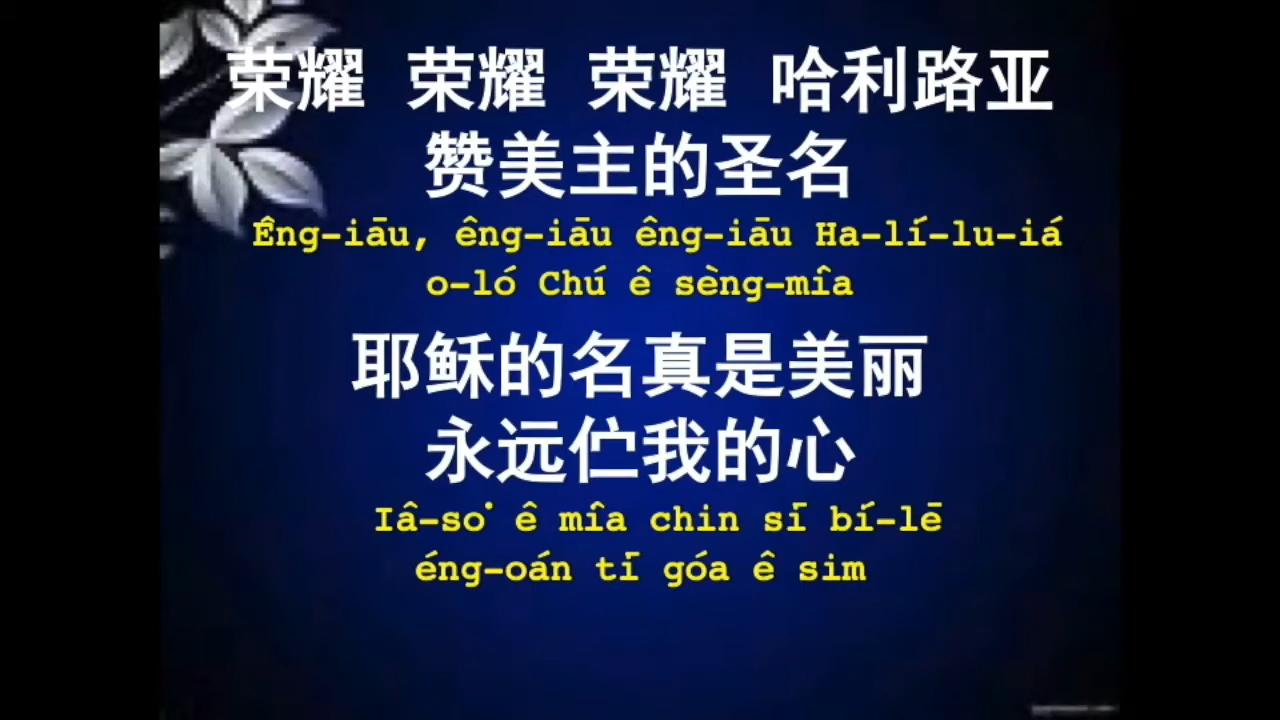 荣耀 荣耀 荣耀 哈利路亚
赞美主的圣名
Êng-iāu, êng-iāu êng-iāu Ha-lí-lu-iá
o-ló Chú ê sèng-mîa
耶稣的名真是美丽
永远伫我的心
Iâ-so͘ ê mîa chin sī bí-lē
éng-oán tī góa ê sim